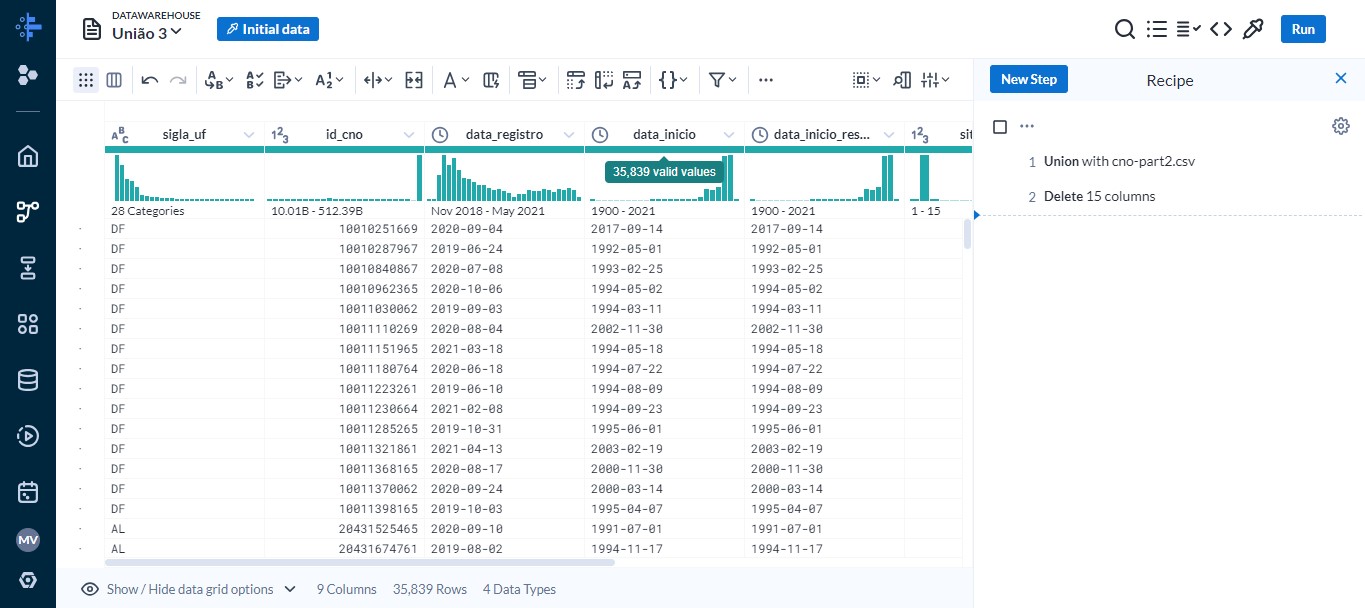 DATAWAREHOUSE
União 3
Initial data
Run
New Step
Recipe
...
1 Union with cno-part2.csv
2 Delete 15 columns
ABC sigla_uf 123 id_cno data_registro data_inicio data_inicio_res... 123 sit
35,839 valid values
28 Categories 10.01B - 512.39B Nov 2018 - May 2021 1900 - 2021 1900 - 2021 1 - 15
DF 10010251669 2020-09-04 2017-09-14 2017-09-14
DF 10010287967 2019-06-24 1992-05-01 1992-05-01
DF 10010840867 2020-07-08 1993-02-25 1993-02-25
DF 10010962365 2020-10-06 1994-05-02 1994-05-02
DF 10011030062 2019-09-03 1994-03-11 1994-03-11
DF 10011110269 2020-08-04 2002-11-30 2002-11-30
DF 10011151965 2021-03-18 1994-05-18 1994-05-18
DF 10011180764 2020-06-18 1994-07-22 1994-07-22
DF 10011223261 2019-06-10 1994-08-09 1994-08-09
DF 10011230664 2021-02-08 1994-09-23 1994-09-23
DF 10011285265 2019-10-31 1995-06-01 1995-06-01
DF 10011321861 2021-04-13 2003-02-19 2003-02-19
DF 10011368165 2020-08-17 2000-11-30 2000-11-30
DF 10011370062 2020-09-24 2000-03-14 2000-03-14
DF 10011398165 2019-10-03 1995-04-07 1995-04-07
AL 20431525465 2020-09-10 1991-07-01 1991-07-01
AL 20431674761 2019-08-02 1994-11-17 1994-11-17
MV
Show / Hide data grid options 9 Columns 35,839 Rows 4 Data Types